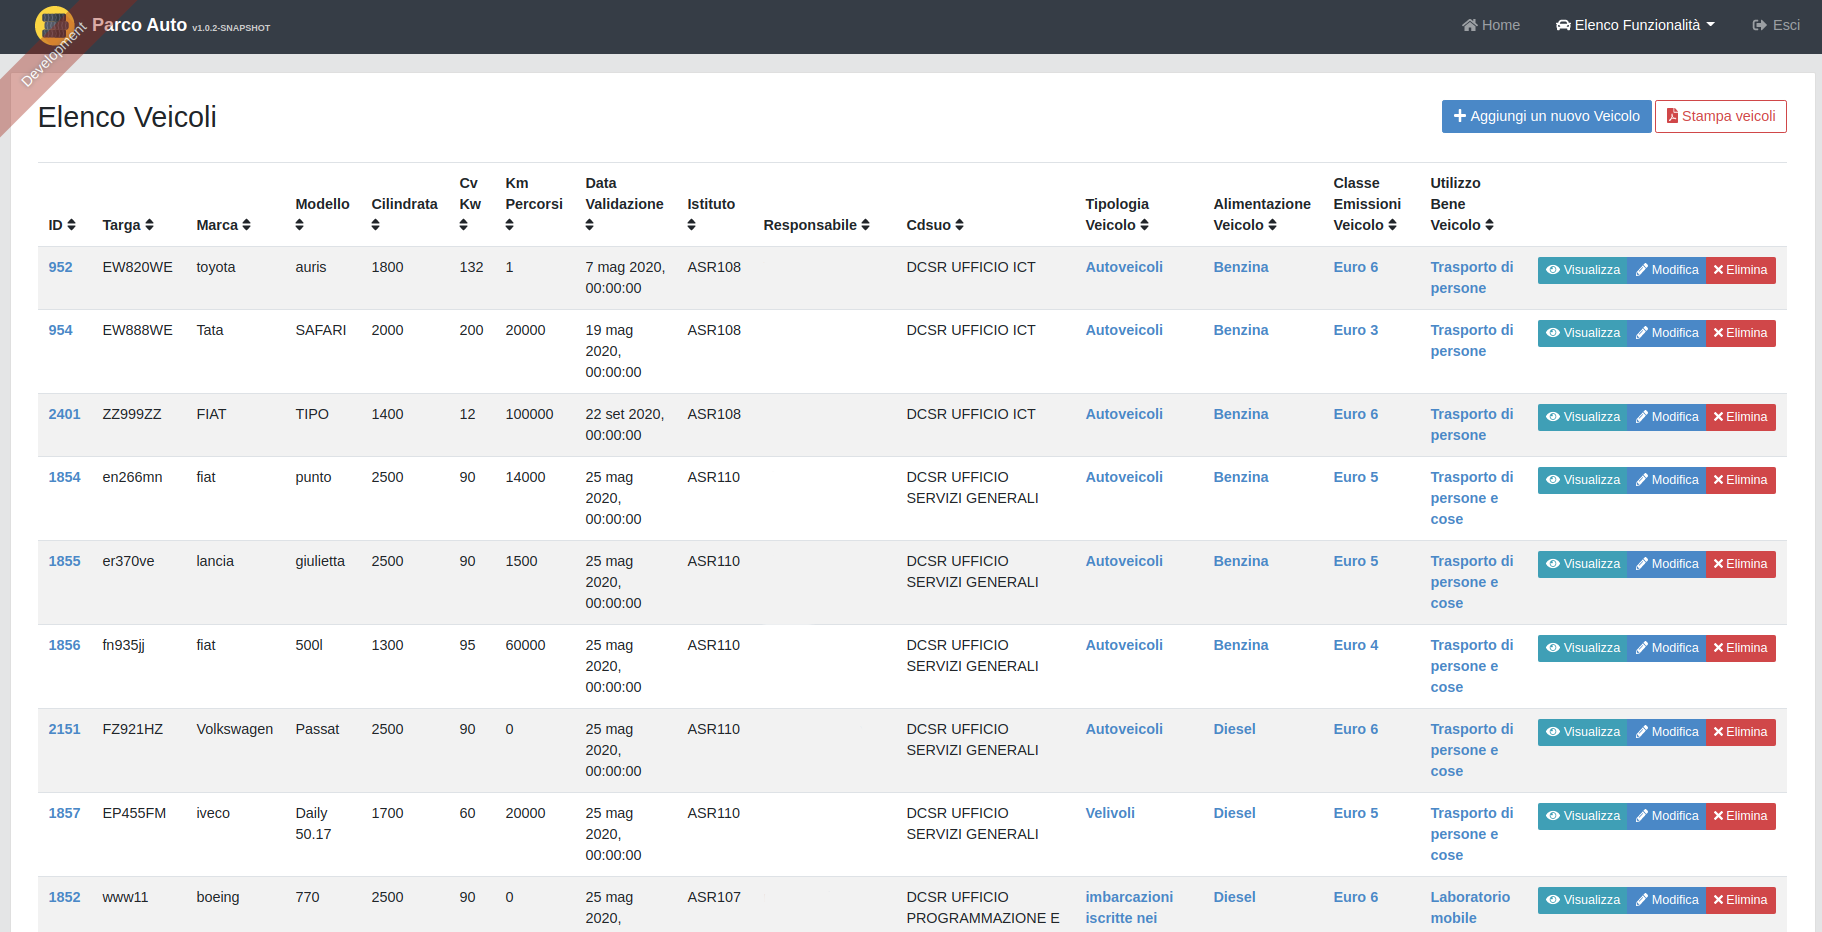 Parco Auto v1.0.2-SNAPSHOT
Home
Elenco Funzionalità
Esci
Development
Elenco Veicoli
Aggiungi un nuovo Veicolo
Stampa veicoli
Cv Km Data Classe Utilizzo
Modello Cilindrata Kw Percorsi Validazione Istituto Tipologia Alimentazione Emissioni Bene
ID Targa Marca Responsabile Cdsuo Veicolo Veicolo Veicolo Veicolo
952 EW820WE toyota auris 1800 132 1 7 mag 2020, ASR108 DCSR UFFICIO ICT Autoveicoli Benzina Euro 6 Trasporto di Visualizza Modifica Elimina
00:00:00 persone
954 EW888WE Tata SAFARI 2000 200 20000 19 mag ASR108 DCSR UFFICIO ICT Autoveicoli Benzina Euro 3 Trasporto di Visualizza Modifica Elimina
2020, persone
00:00:00
2401 ZZ999ZZ FIAT TIPO 1400 12 100000 22 set 2020, ASR108 DCSR UFFICIO ICT Autoveicoli Benzina Euro 6 Trasporto di Visualizza Modifica Elimina
00:00:00 persone
1854 en266mn fiat punto 2500 90 14000 25 mag ASR110 DCSR UFFICIO Autoveicoli Benzina Euro 5 Trasporto di Visualizza Modifica Elimina
2020, SERVIZI GENERALI persone e
00:00:00 cose
1855 er370ve lancia giulietta 2500 90 1500 25 mag ASR110 DCSR UFFICIO Autoveicoli Benzina Euro 5 Trasporto di Visualizza Modifica Elimina
2020, SERVIZI GENERALI persone e
00:00:00 cose
1856 fn935jj fiat 500l 1300 95 60000 25 mag ASR110 DCSR UFFICIO Autoveicoli Benzina Euro 4 Trasporto di Visualizza Modifica Elimina
2020, SERVIZI GENERALI persone e
00:00:00 cose
2151 FZ921HZ Volkswagen Passat 2500 90 0 25 mag ASR110 DCSR UFFICIO Autoveicoli Diesel Euro 6 Trasporto di Visualizza Modifica Elimina
2020, SERVIZI GENERALI persone e
00:00:00 cose
1857 EP455FM iveco Daily 1700 60 20000 25 mag ASR110 DCSR UFFICIO Velivoli Diesel Euro 5 Trasporto di Visualizza Modifica Elimina
50.17 2020, SERVIZI GENERALI persone e
00:00:00 cose
1852 www11 boeing 770 2500 90 0 25 mag ASR107 DCSR UFFICIO imbarcazioni Diesel Euro 6 Laboratorio Visualizza Modifica Elimina
2020, PROGRAMMAZIONE E iscritte nei mobile